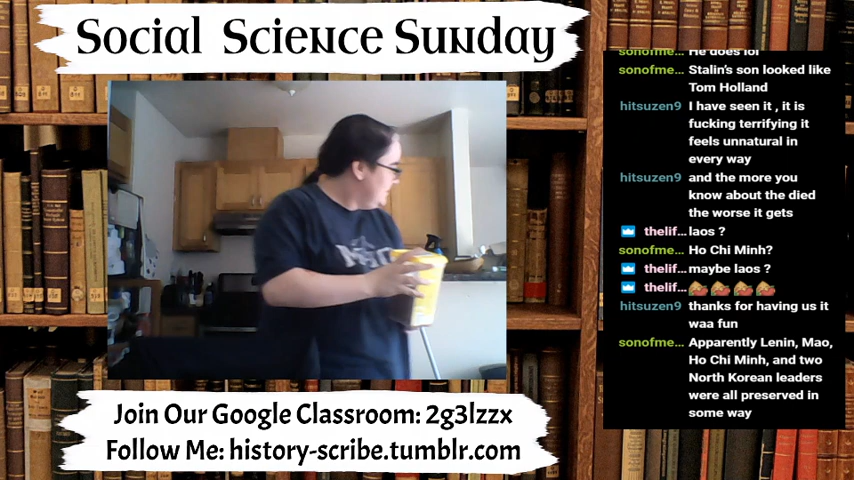 Social Science Sunday
sonofme... He does lol
sonofme... Stalin's son looked like
Tom Holland
hitsuzen9 I have seen it , it is
fucking terrifying it
feels unnatural in
every way
hitsuzen9 and the more you
know about the died
the worse it gets
thelif... laos ?
sonofme... Ho Chi Minh?
thelif... maybe laos ?
thelif...
hitsuzen9 thanks for having us it
waa fun
sonofme... Apparently Lenin, Mao,
Ho Chi Minh, and two
North Korean leaders
were all preserved in
some way
Join Our Google Classroom: 2g3lzzx
Follow Me: history-scribe.tumblr.com